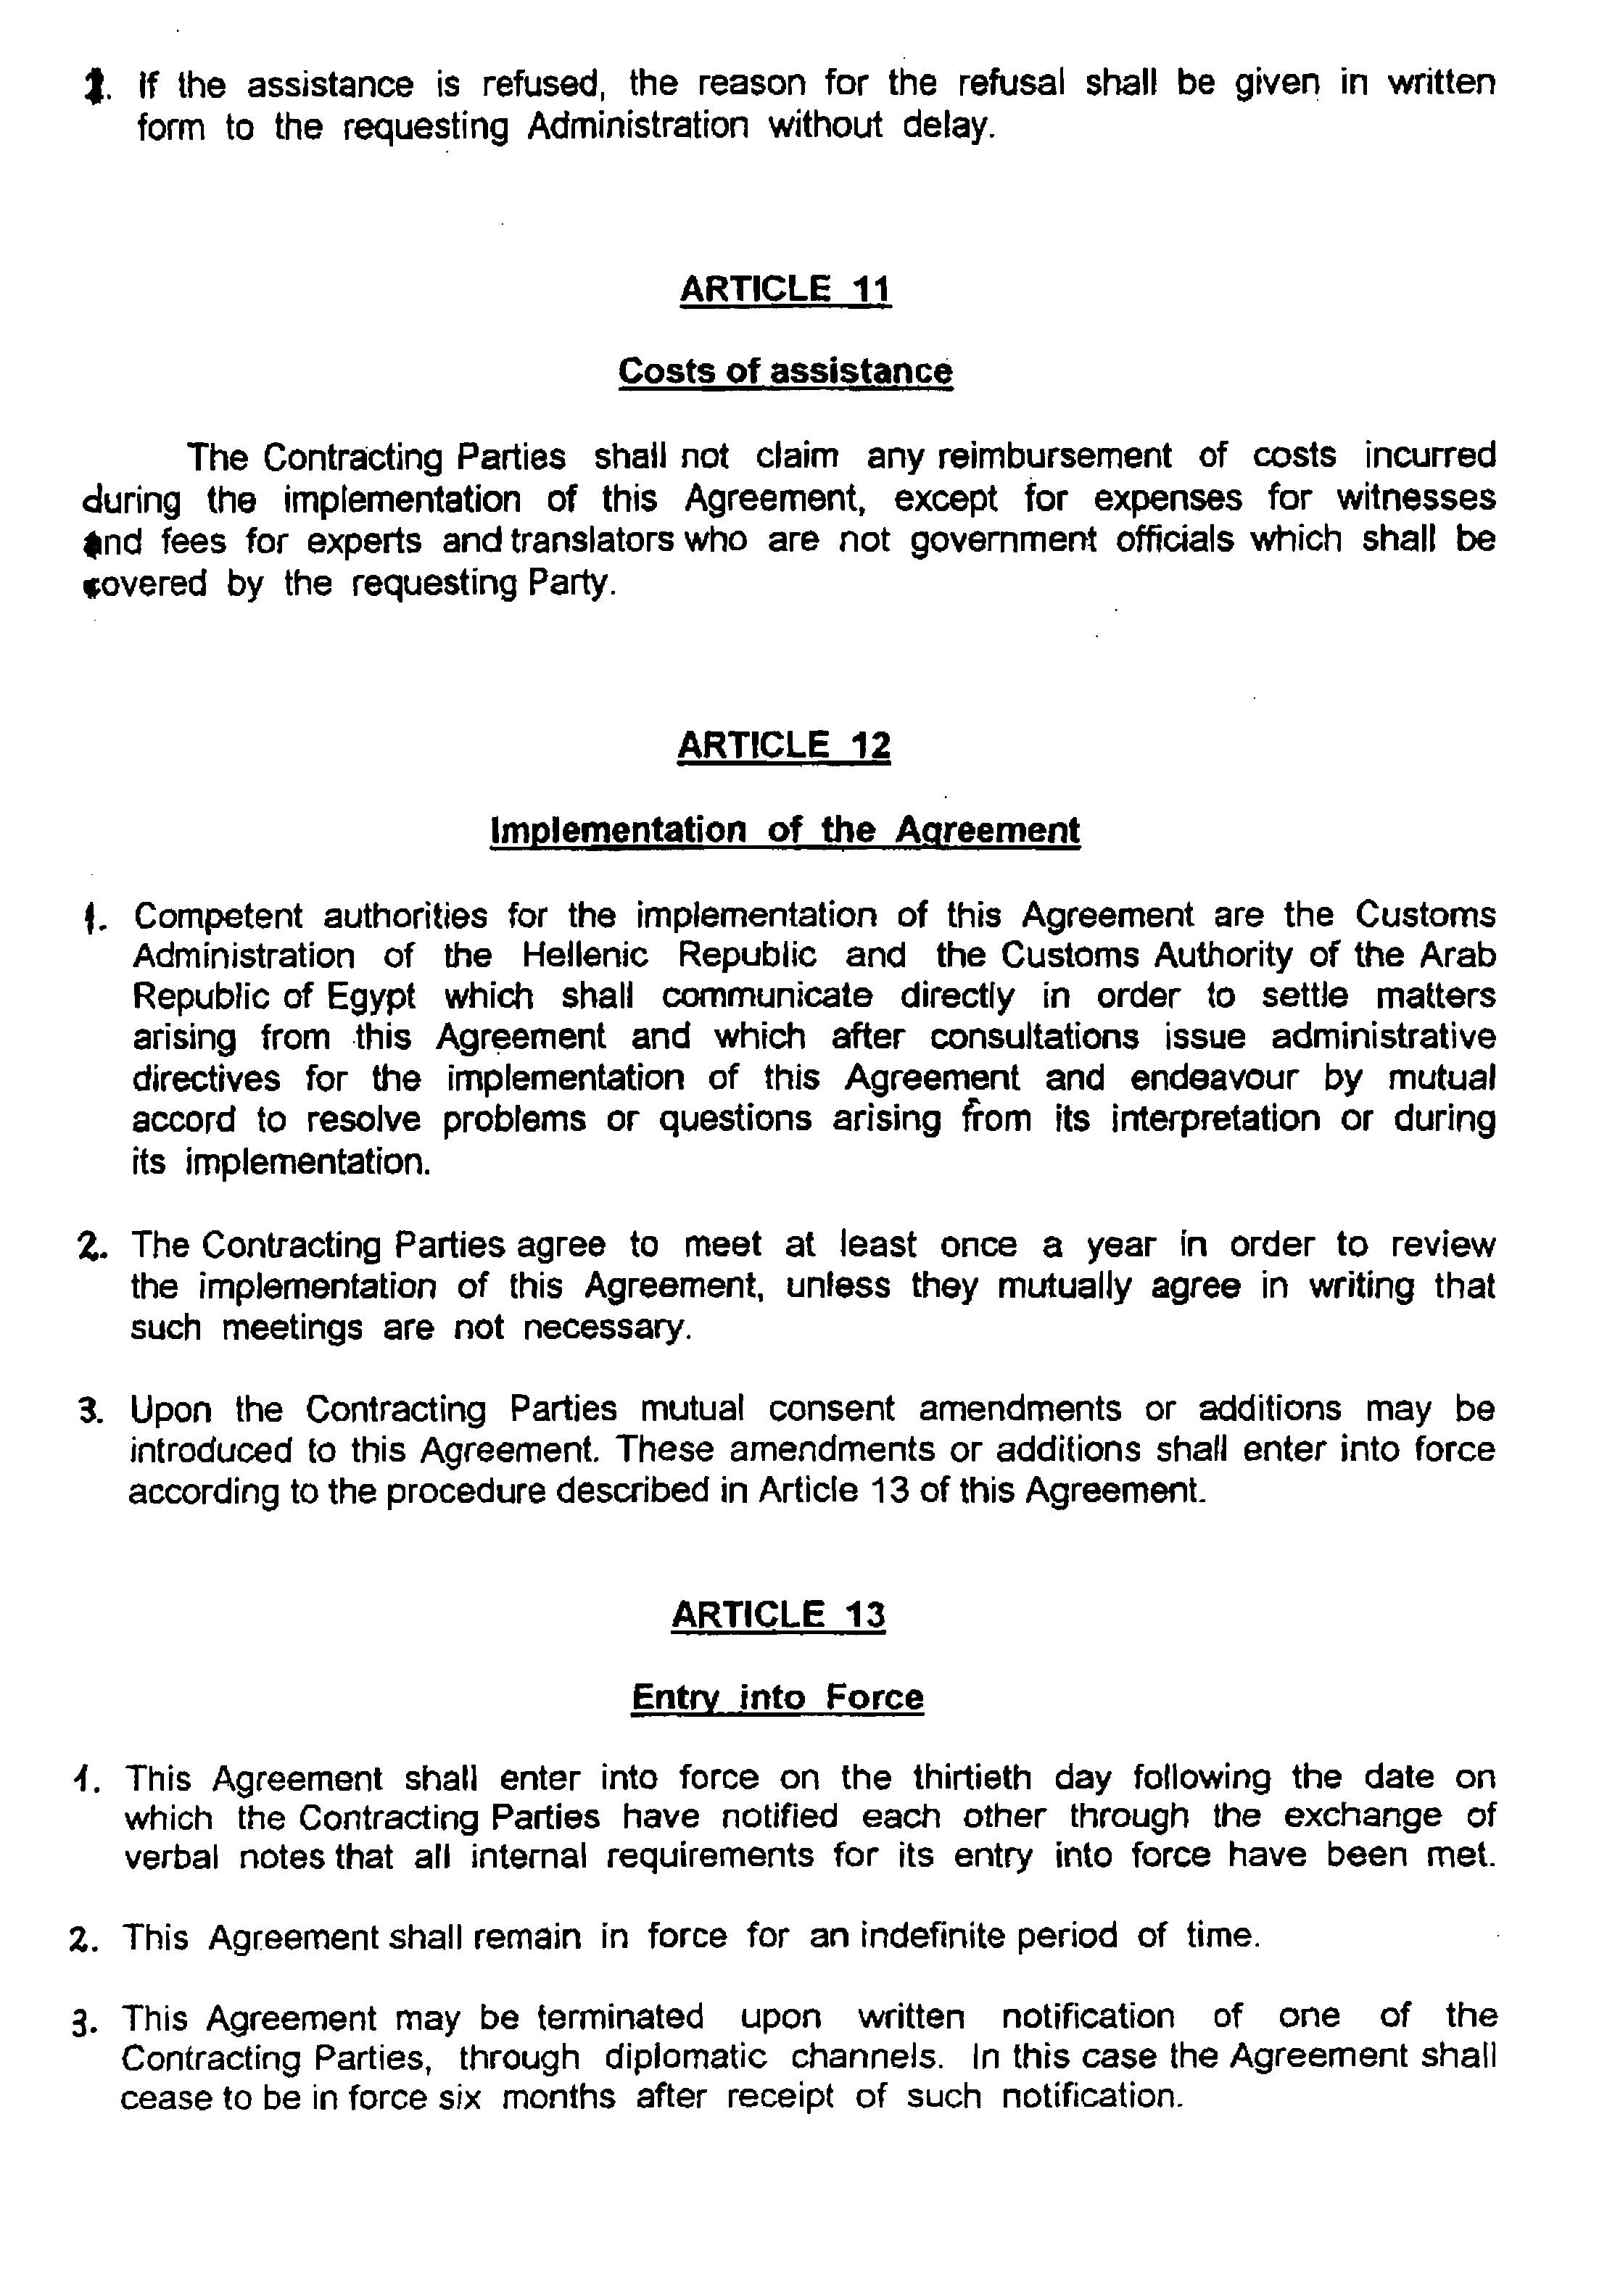 2. If the assistance is refused, the reason for the refusal shall be given in written
form to the requesting Administration without delay.
ARTICLE 11
Costs of assistance
The Contracting Parties shall not claim any reimbursement of costs incurred
during the implementation of this Agreement, except for expenses for witnesses
and fees for experts and translators who are not government officials which shall be
covered by the requesting Party.
ARTICLE 12
Implementation of the Agreement
1. Competent authorities for the implementation of this Agreement are the Customs
Administration of the Hellenic Republic and the Customs Authority of the Arab
Republic of Egypt which shall communicate directly in order to settle matters
arising from this Agreement and which after consultations issue administrative
directives for the implementation of this Agreement and endeavour by mutual
accord to resolve problems or questions arising from its interpretation or during
its implementation.
2. The Contracting Parties agree to meet at least once a year in order to review
the implementation of this Agreement, unless they mutually agree in writing that
such meetings are not necessary.
3. Upon the Contracting Parties mutual consent amendments or additions may be
introduced to this Agreement. These amendments or additions shall enter into force
according to the procedure described in Article 13 of this Agreement.
ARTICLE 13
Entry into Force
1. This Agreement shall enter into force on the thirtieth day following the date on
which the Contracting Parties have notified each other through the exchange of
verbal notes that all internal requirements for its entry into force have been met.
2. This Agreement shall remain in force for an indefinite period of time.
3. This Agreement may be terminated upon written notification of one of the
Contracting Parties, through diplomatic channels. In this case the Agreement shall
cease to be in force six months after receipt of such notification.